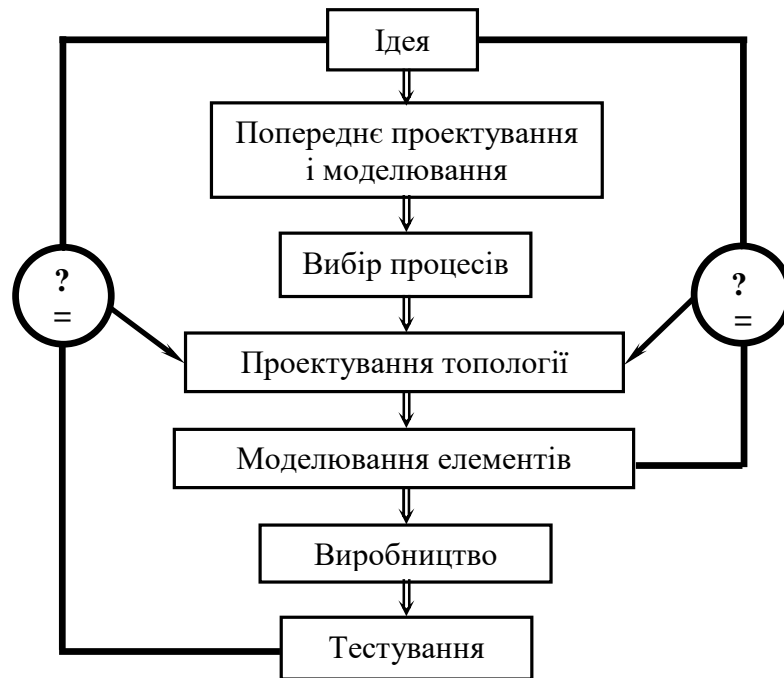 Ідея
Попереднє проектування
і моделювання
Вибір процесів
?
=
?
=
Проектування топології
Моделювання елементів
Виробництво
Тестування